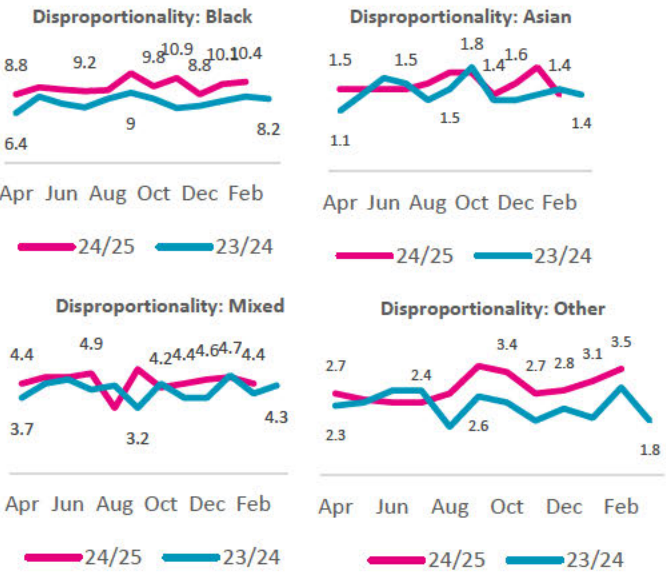 Disproportionality: Black
8.8 9.2 9.8 10.9 8.8 10.1 10.4
6.4 9 8.2
Apr Jun Aug Oct Dec Feb
24/25 23/24
Disproportionality: Asian
1.5 1.5 1.8 1.4 1.6 1.4
1.1 1.5 1.4
Apr Jun Aug Oct Dec Feb
24/25 23/24
Disproportionality: Mixed
4.4 4.9 4.2 4.4 4.6 4.7 4.4
3.7 3.2 4.3
Apr Jun Aug Oct Dec Feb
24/25 23/24
Disproportionality: Other
2.7 2.4 3.4 2.7 2.8 3.1 3.5
2.3 2.6 1.8
Apr Jun Aug Oct Dec Feb
24/25 23/24